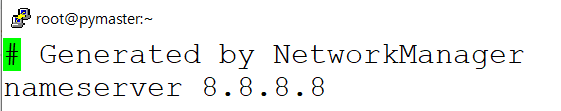 root@pymaster:~
# Generated by NetworkManager
nameserver 8.8.8.8